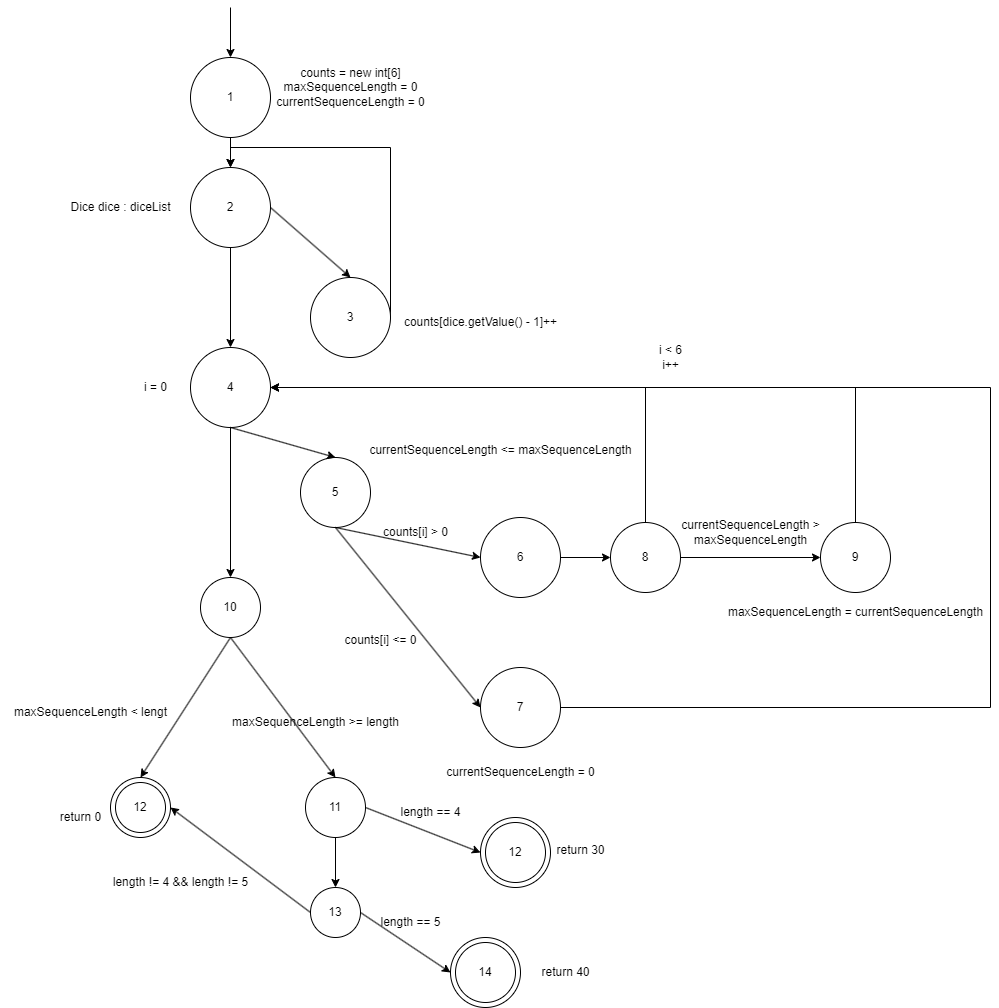 counts = new int[6]
maxSequenceLength = 0
currentSequenceLength = 0
1
Dice dice : diceList
2
3
counts[dice.getValue() - 1]++
i < 6
i++
i = 0
4
currentSequenceLength <= maxSequenceLength
5
counts[i] > 0
currentSequenceLength >
maxSequenceLength
6
8
9
10
maxSequenceLength = currentSequenceLength
counts[i] <= 0
7
maxSequenceLength < lengt
maxSequenceLength >= length
currentSequenceLength = 0
return 0
12
11
length == 4
12
return 30
length != 4 && length != 5
13
length == 5
14
return 40